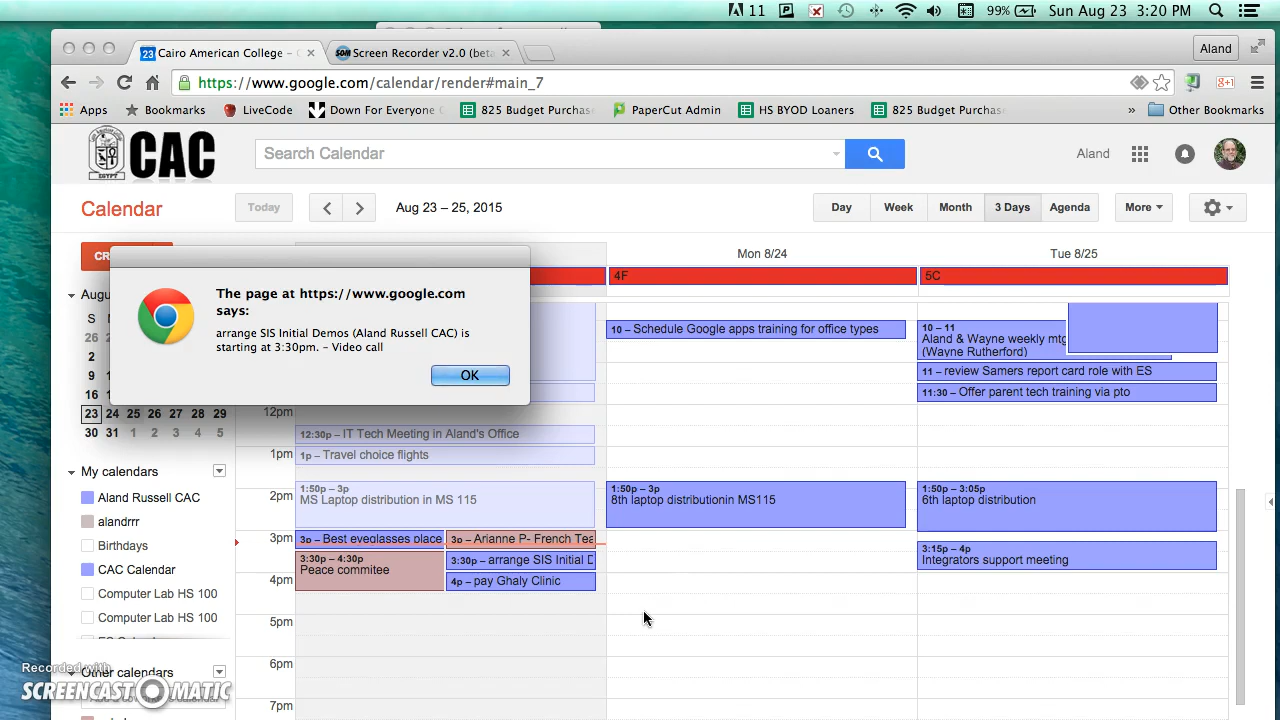 11
99%
Sun Aug 23 3:20 PM
23 Cairo American College –
Screen Recorder v2.0 (beta
Aland
https://www.google.com/calendar/render#main_7
Apps
Bookmarks
LiveCode
Down For Everyone
825 Budget Purchase
PaperCut Admin
HS BYOD Loaners
825 Budget Purchas
»
Other Bookmarks
EGYPT
CAC
Search Calendar
Aland
Calendar
Today
Aug 23 – 25, 2015
Day
Week
Month
3 Days
Agenda
More
CR
Mon 8/24
Tue 8/25
4F
5C
The page at https://www.google.com
says:
arrange SIS Initial Demos (Aland Russell CAC) is
starting at 3:30pm. – Video call
OK
Augu
S
26
2
9
16
23 24 25 26 27 28 29
30 31 1 2 3 4 5
My calendars
Aland Russell CAC
alandrrr
Birthdays
CAC Calendar
Computer Lab HS 100
Computer Lab HS 100
Other calendars
12pm
1pm
2pm
3pm
4pm
5pm
6pm
7pm
12:30p – IT Tech Meeting in Aland's Office
1p – Travel choice flights
1:50p – 3p
MS Laptop distribution in MS 115
3p – Best eyeglasses place
3p – Arianne P- French Tea
3:30p – 4:30p
Peace commitee
3:30p – arrange SIS Initial D
4p – pay Ghaly Clinic
10 – Schedule Google apps training for office types
1:50p – 3p
8th laptop distributionin MS115
10 – 11
Aland & Wayne weekly mtg
(Wayne Rutherford)
11 – review Samers report card role with ES
11:30 – Offer parent tech training via pto
1:50p – 3:05p
6th laptop distribution
3:15p – 4p
Integrators support meeting
Recorded with
SCREENCAST-O-MATIC